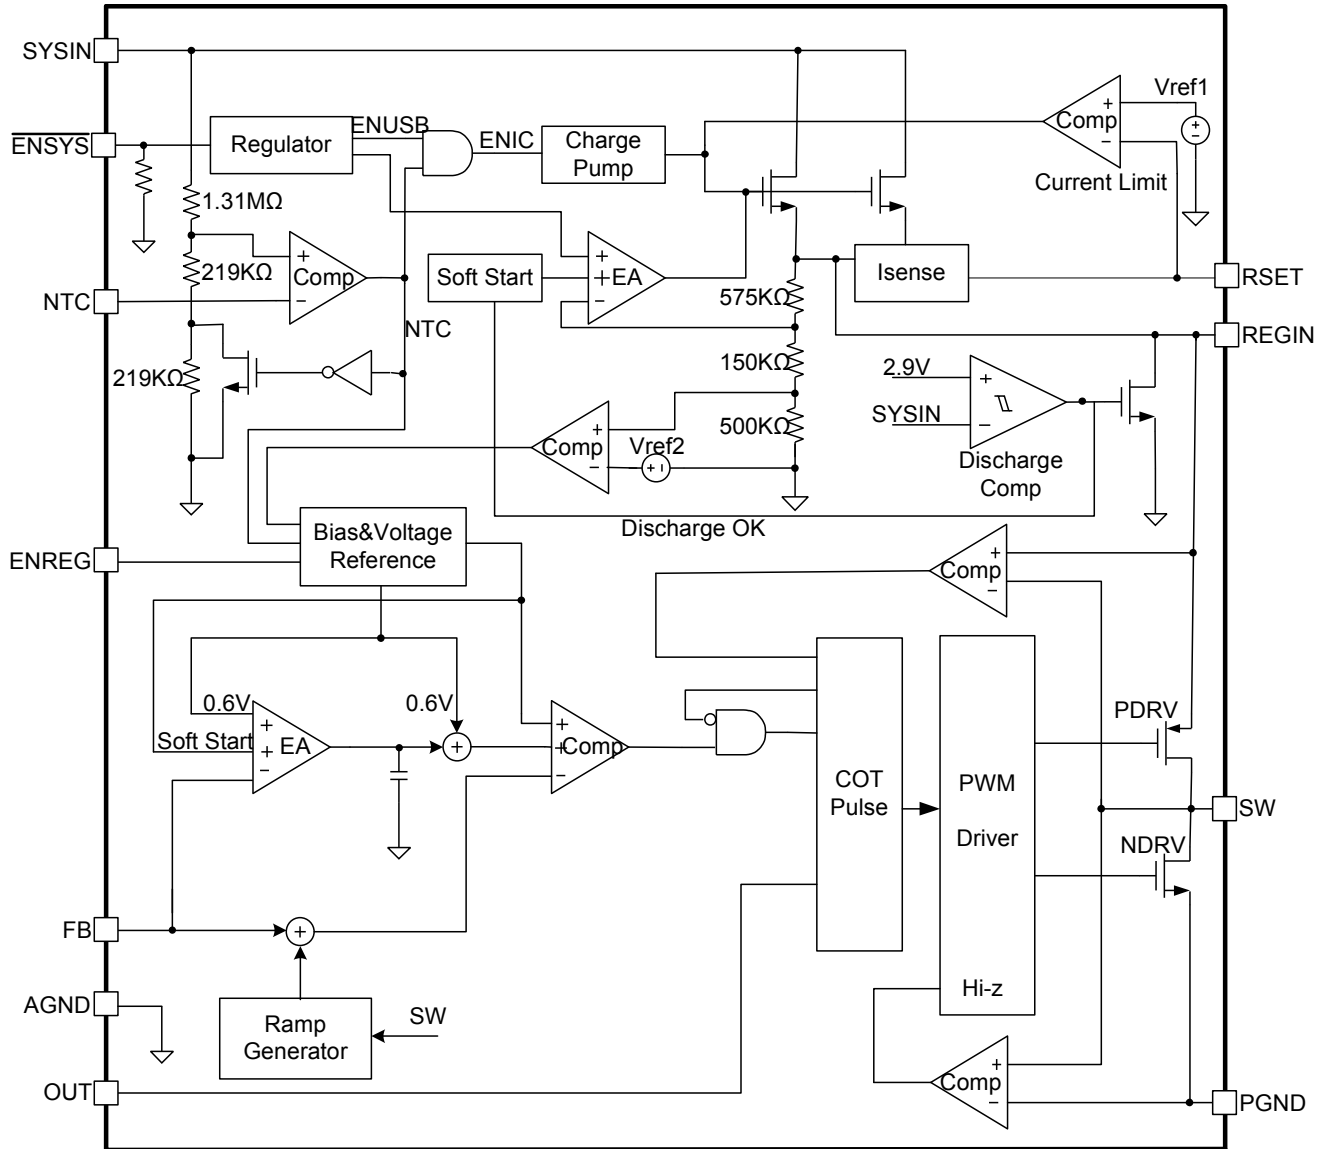 SYSIN
Vref1
+
Comp
−
Current Limit
ENSYS
Regulator
ENUSB
ENIC
Charge
Pump
1.31MΩ
219KΩ
+
Comp
−
Soft Start
+
+
EA
−
Isense
RSET
NTC
NTC
575KΩ
REGIN
219KΩ
150KΩ
2.9V
+
SYSIN
−
Discharge
Comp
+
Comp
−
Vref2
500KΩ
Discharge OK
Bias&Voltage
Reference
ENREG
+
Comp
−
0.6V
+
Soft Start
+
EA
−
0.6V
+
+
+
Comp
−
COT
Pulse
PWM
Driver
Hi-z
PDRV
SW
NDRV
FB
+
AGND
Ramp
Generator
SW
OUT
+
Comp
−
PGND